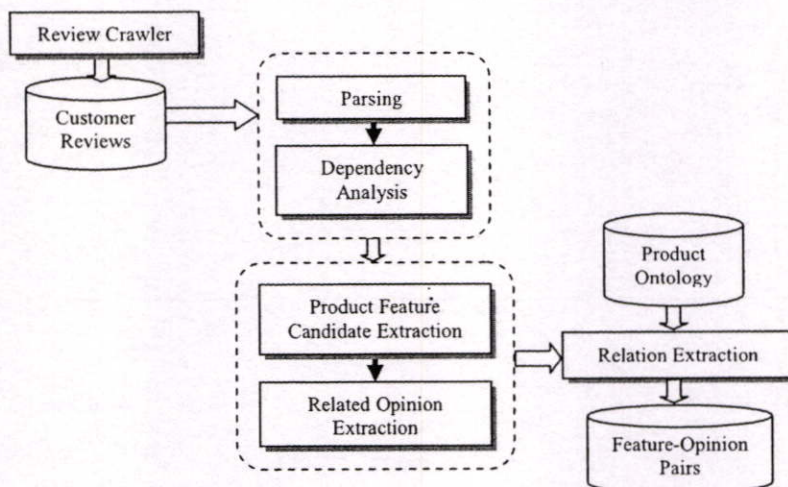 Review Crawler
Customer
Reviews
Parsing
Dependency
Analysis
Product Feature
Candidate Extraction
Related Opinion
Extraction
Product
Ontology
Relation Extraction
Feature-Opinion
Pairs